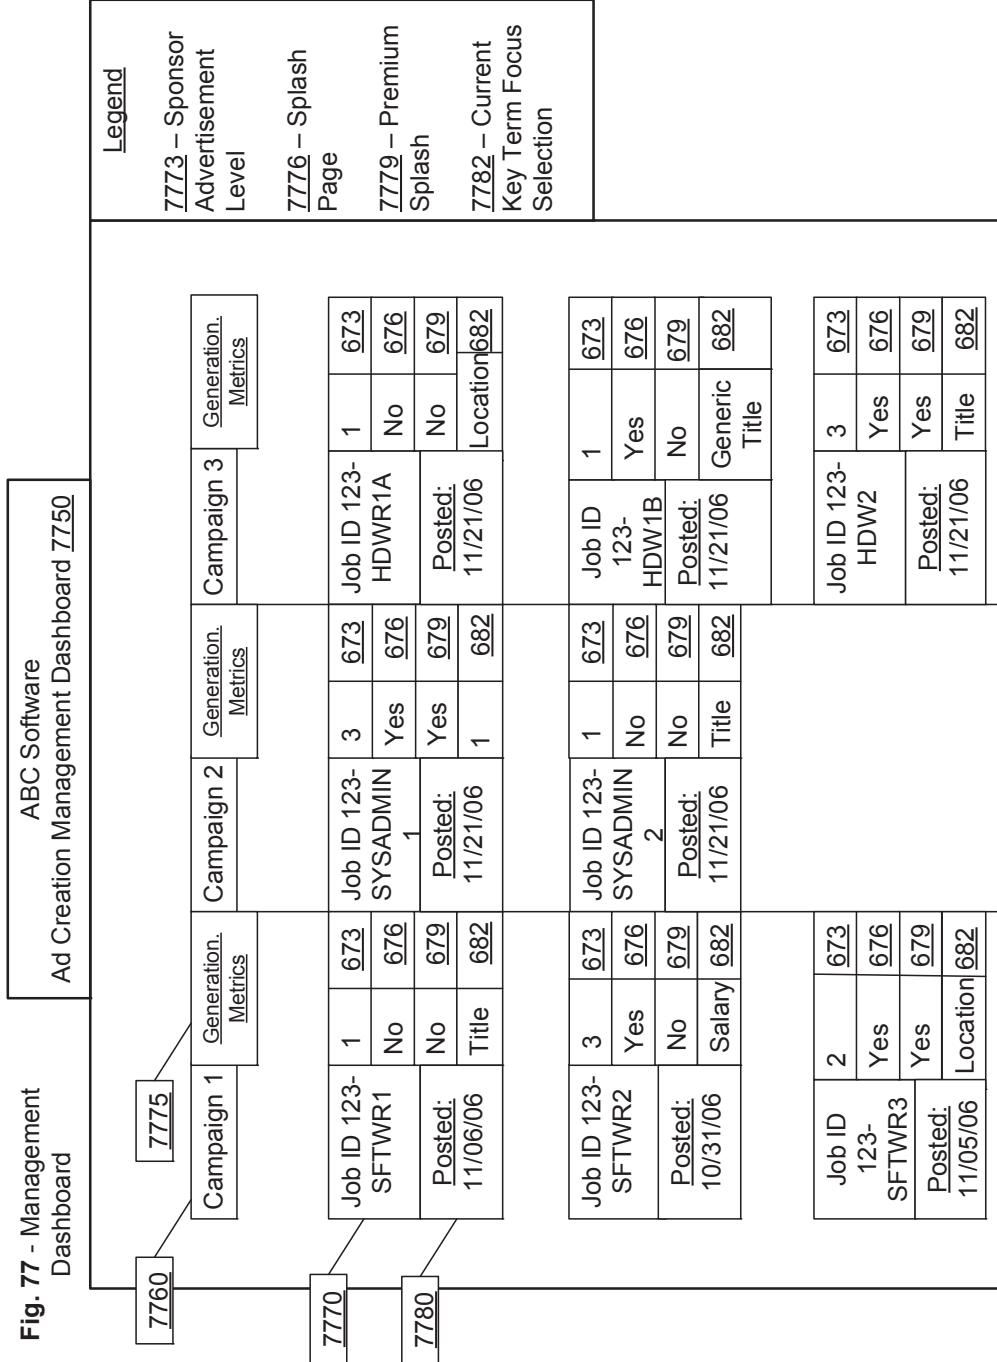 Fig. 77 - Management
Dashboard
ABC Software
Ad Creation Management Dashboard 7750
Legend
7773 – Sponsor
Advertisement
Level
7776 – Splash
Page
7779 – Premium
Splash
7782 – Current
Key Term Focus
Selection
7760
7775
7770
7780
Campaign 1
Generation.
Metrics
Campaign 2
Generation.
Metrics
Campaign 3
Generation.
Metrics
Job ID 123-
SFTWR1
Posted:
11/06/06
1 673
No 676
No 679
Title 682
Job ID 123-
SYSADMIN
1
Posted:
11/21/06
3 673
Yes 676
Yes 679
1 682
Job ID 123-
HDWR1A
Posted:
11/21/06
1 673
No 676
No 679
Location 682
Job ID 123-
SFTWR2
Posted:
10/31/06
3 673
Yes 676
No 679
Salary 682
Job ID 123-
SYSADMIN
2
Posted:
11/21/06
1 673
No 676
No 679
Title 682
Job ID
123-
HDW1B
Posted:
11/21/06
1 673
Yes 676
No 679
Generic
Title
682
Job ID
123-
SFTWR3
Posted:
11/05/06
2 673
Yes 676
Yes 679
Location 682
Job ID 123-
HDW2
Posted:
11/21/06
3 673
Yes 676
Yes 679
Title 682